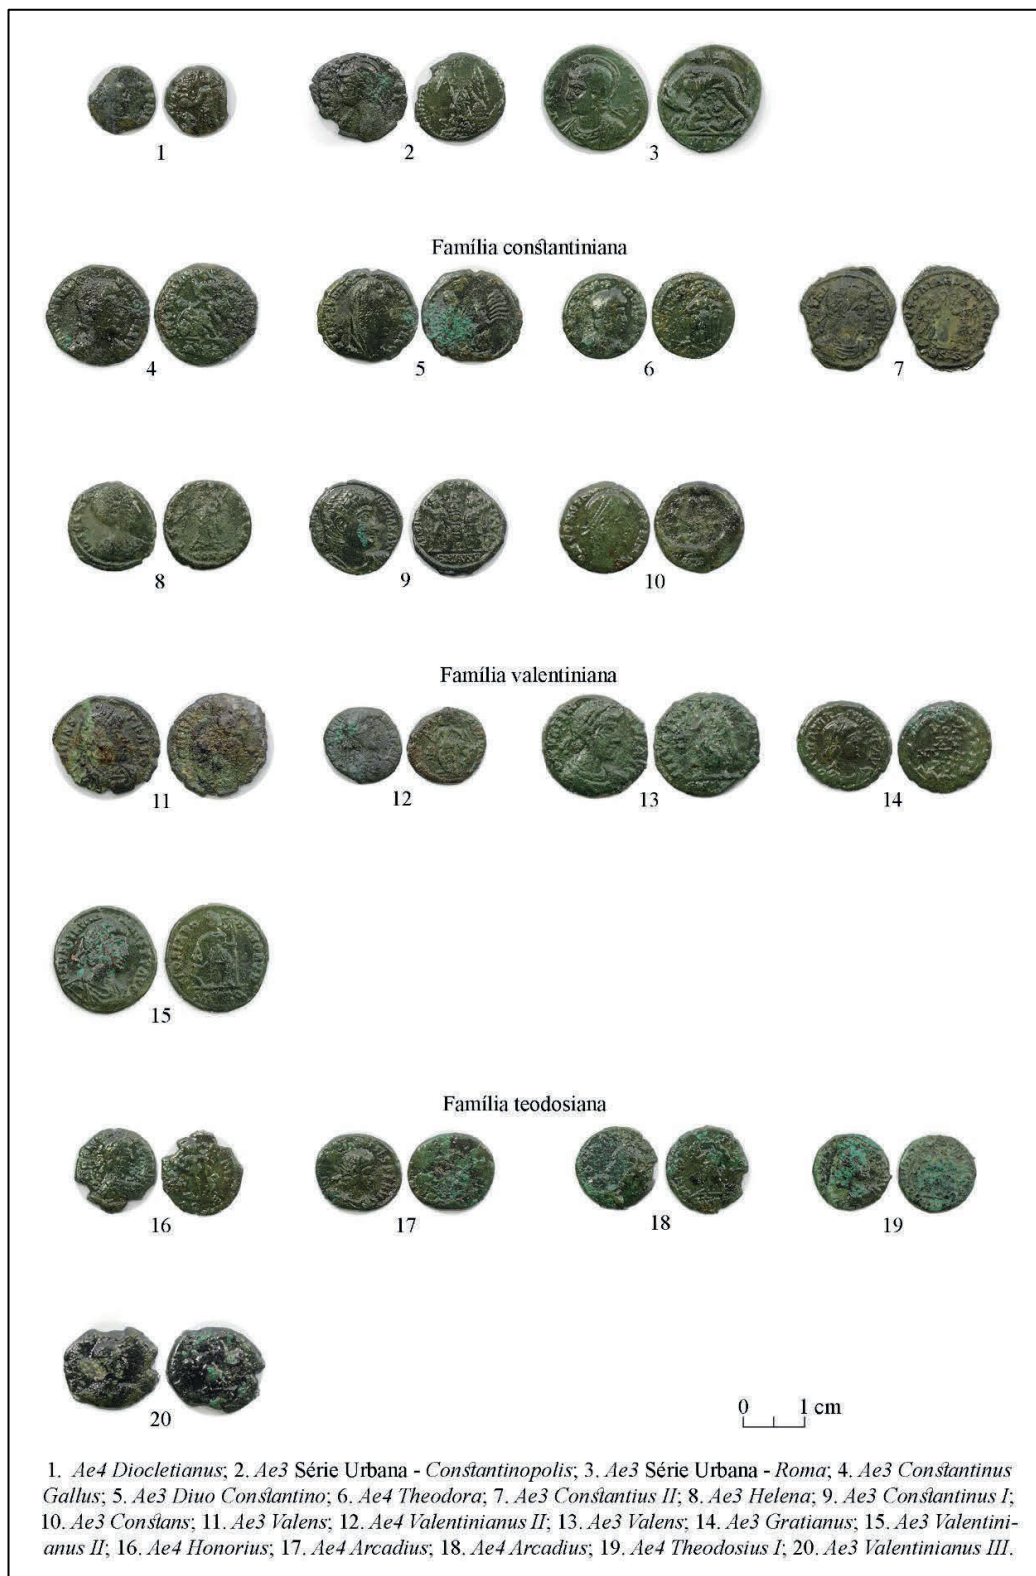 1
2
3
Família constantiniana
4
5
6
7
8
9
10
Família valentiniana
11
12
13
14
15
Família teodosiana
16
17
18
19
20
0 1 cm
1. Ae4 Diocletianus; 2. Ae3 Série Urbana - Constantinopolis; 3. Ae3 Série Urbana - Roma; 4. Ae3 Constantinus
Gallus; 5. Ae3 Diuo Constantino; 6. Ae4 Theodora; 7. Ae3 Constantius II; 8. Ae3 Helena; 9. Ae3 Constantinus I;
10. Ae3 Constans; 11. Ae3 Valens; 12. Ae4 Valentinianus II; 13. Ae3 Valens; 14. Ae3 Gratianus; 15. Ae3 Valentini-
anus II; 16. Ae4 Honorius; 17. Ae4 Arcadius; 18. Ae4 Arcadius; 19. Ae4 Theodosius I; 20. Ae3 Valentinianus III.